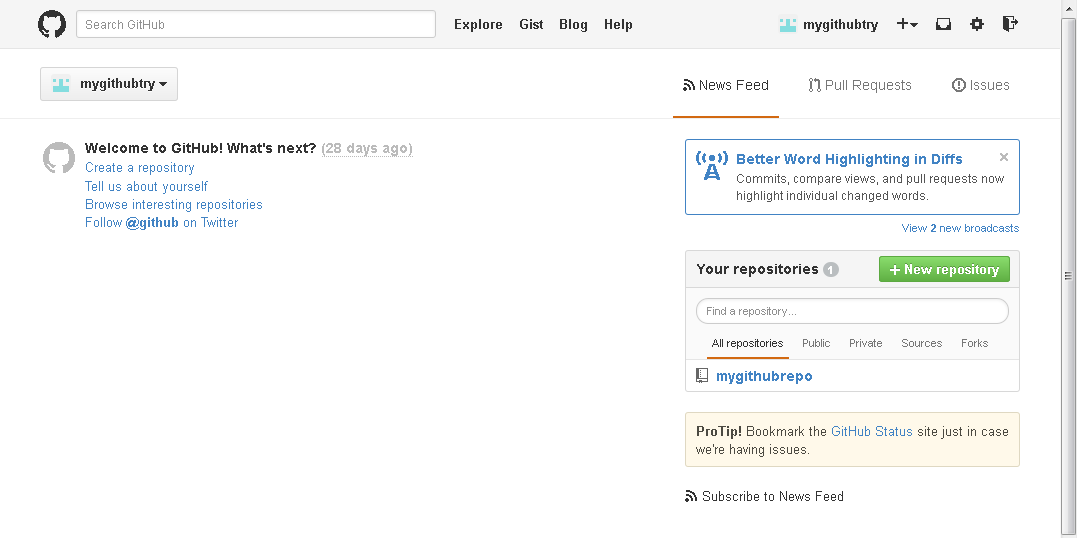 Search GitHub
Explore Gist Blog Help
mygithubtry
mygithubtry
News Feed Pull Requests Issues
Welcome to GitHub! What's next? (28 days ago)
Create a repository
Tell us about yourself
Browse interesting repositories
Follow @github on Twitter
Better Word Highlighting in Diffs
Commits, compare views, and pull requests now
highlight individual changed words.
View 2 new broadcasts
Your repositories 1
+ New repository
Find a repository...
All repositories Public Private Sources Forks
mygithubrepo
ProTip! Bookmark the GitHub Status site just in case
we're having issues.
Subscribe to News Feed